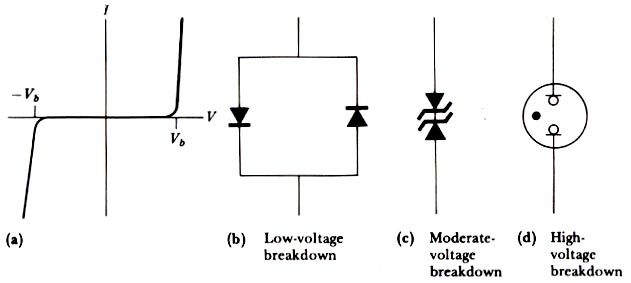 I
−V_b
V
V_b
(a)
(b) Low-voltage
breakdown
(c) Moderate-
voltage
breakdown
(d) High-
voltage
breakdown